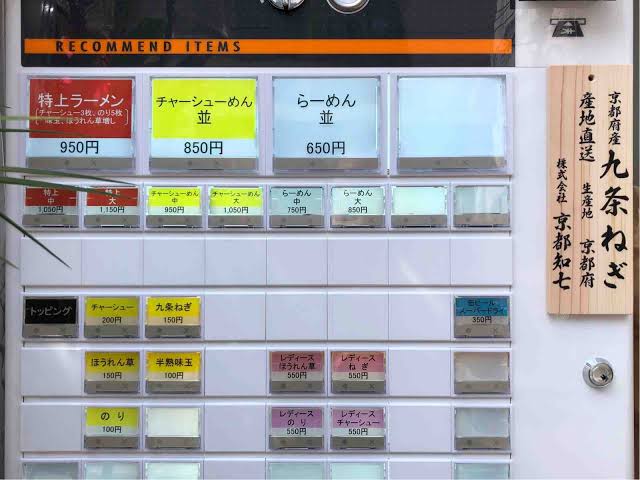 RECOMMEND ITEMS
特上ラーメン
(チャーシュー3枚、のり5枚
味玉、ほうれん草増し)
950円
チャーシューめん
並
850円
らーめん
並
650円
特上
中
1,050円
特上
大
1,150円
チャーシューめん
中
950円
チャーシューめん
大
1,050円
らーめん
中
750円
らーめん
大
850円
トッピング
チャーシュー
200円
九条ねぎ
150円
缶ビール
スーパードライ
350円
ほうれん草
150円
半熟味玉
100円
レディース
ほうれん草
550円
レディース
ねぎ
550円
のり
100円
レディース
のり
550円
レディース
チャーシュー
550円
京都府産 九条ねぎ
産地直送 生産地 京都府
株式会社 京都知七